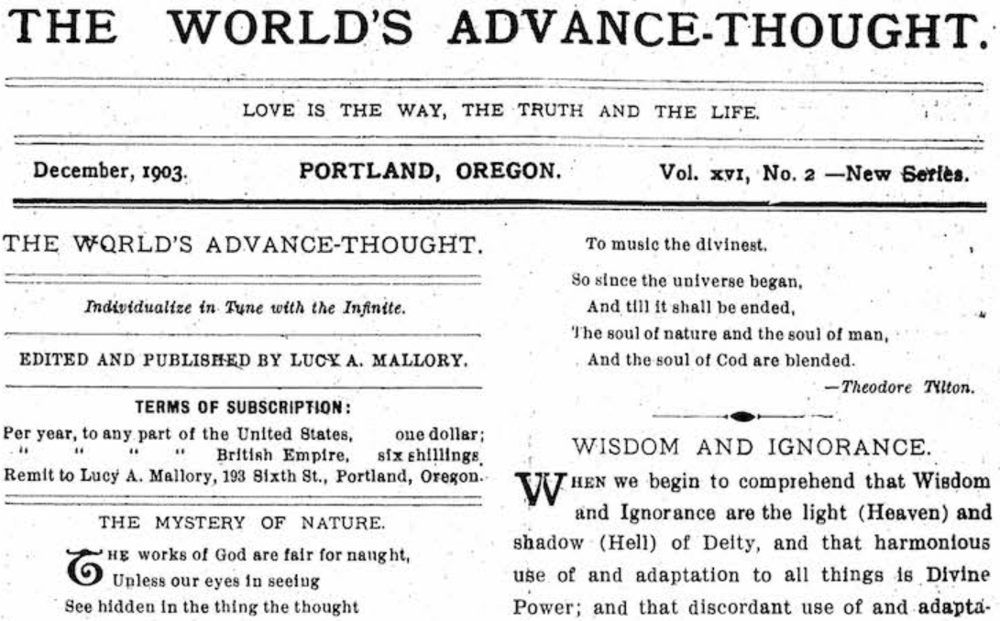 THE WORLD'S ADVANCE-THOUGHT.
LOVE IS THE WAY, THE TRUTH AND THE LIFE.
December, 1903. PORTLAND, OREGON. Vol. XVI, No. 2 —New Series.
THE WORLD'S ADVANCE-THOUGHT.
Individualize in Tune with the Infinite.
EDITED AND PUBLISHED BY LUCY A. MALLORY.
TERMS OF SUBSCRIPTION:
Per year, to any part of the United States, one dollar;
" " " " British Empire, six shillings
Remit to Lucy A. Mallory, 193 Sixth St., Portland, Oregon.
THE MYSTERY OF NATURE.
THE works of God are fair for naught,
Unless our eyes in seeing
See hidden in the thing the thought
To music the divinest.
So since the universe began,
And till it shall be ended,
The soul of nature and the soul of man,
And the soul of Cod are blended.
—Theodore Tilton.
WISDOM AND IGNORANCE.
WHEN we begin to comprehend that Wisdom
and Ignorance are the light (Heaven) and
shadow (Hell) of Deity, and that harmonious
use of and adaptation to all things is Divine
Power; and that discordant use of and adapta-